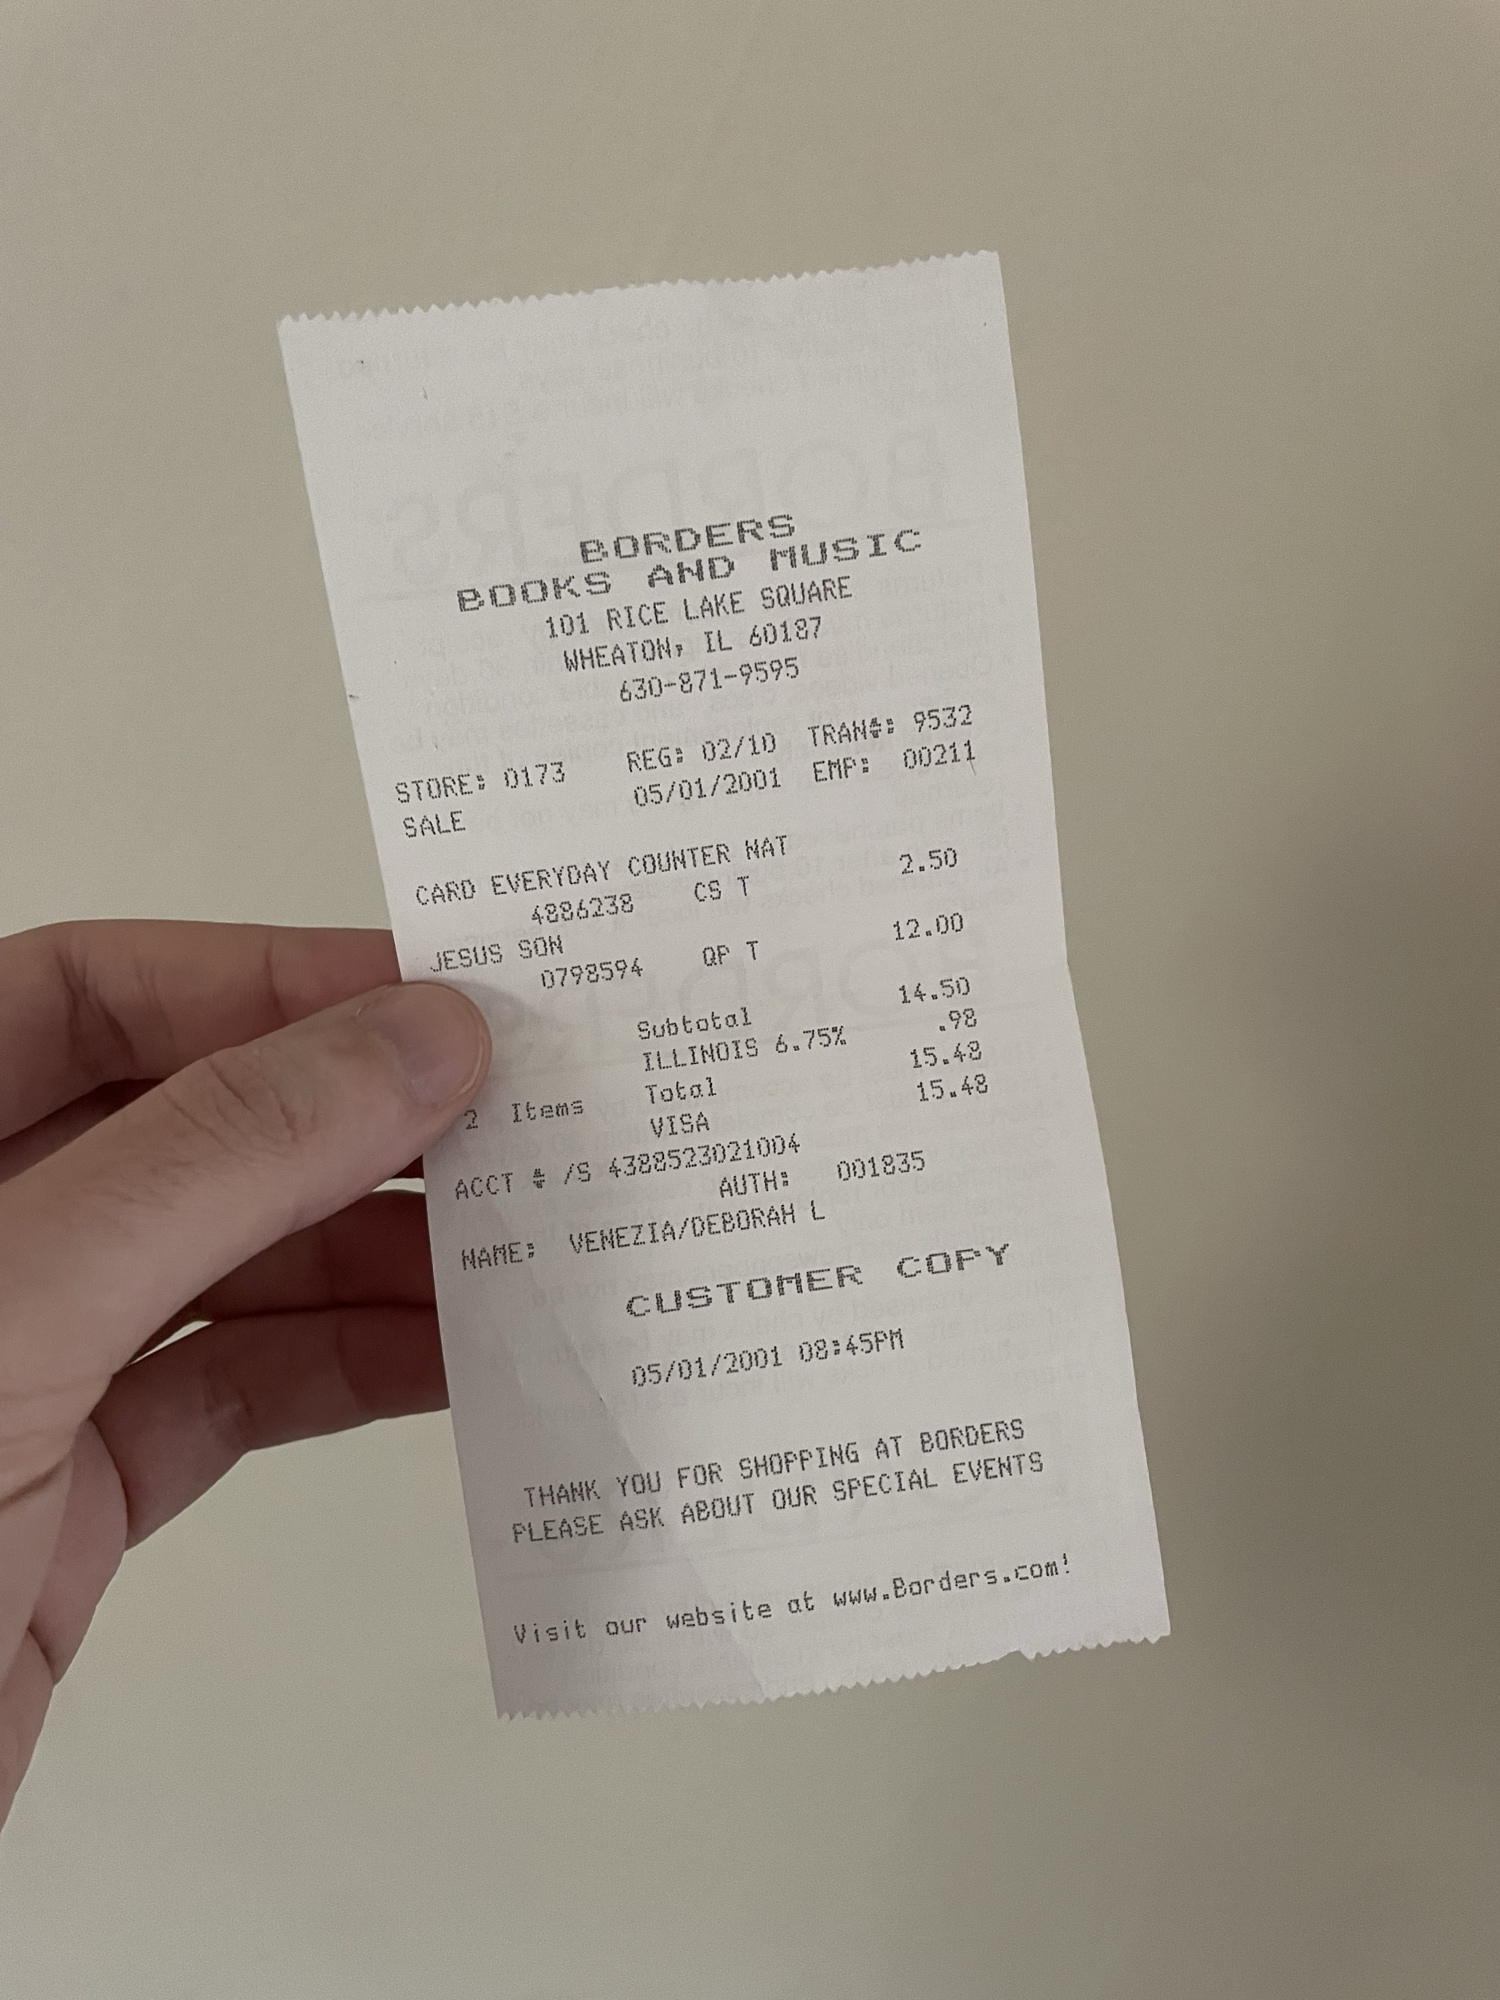 BORDERS
BOOKS AND MUSIC
101 RICE LAKE SQUARE
WHEATON, IL 60187
630-871-9595
STORE: 0173 REG: 02/10 TRAN#: 9532
SALE 05/01/2001 EMP: 00211
CARD EVERYDAY COUNTER NAT
4886238 CS T 2.50
JESUS SON
0798594 QP T 12.00
Subtotal 14.50
ILLINOIS 6.75% .98
2 Items Total 15.48
VISA 15.48
ACCT # /S 4388523021004
AUTH: 001835
NAME: VENEZIA/DEBORAH L
CUSTOMER COPY
05/01/2001 08:45PM
THANK YOU FOR SHOPPING AT BORDERS
PLEASE ASK ABOUT OUR SPECIAL EVENTS
Visit our website at www.Borders.com!